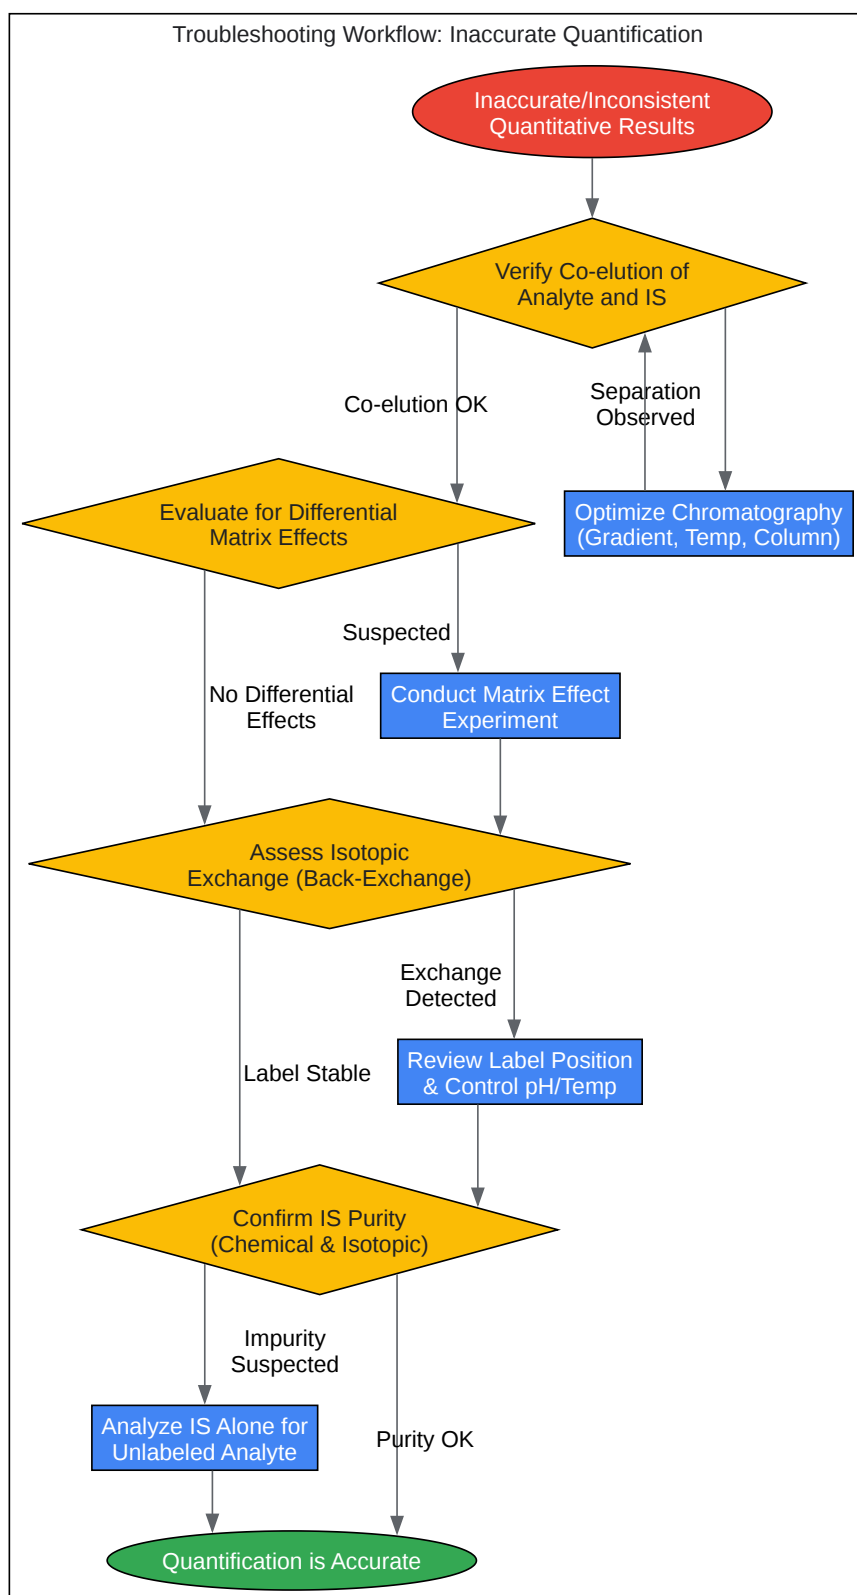 Troubleshooting Workflow: Inaccurate Quantification
Inaccurate/Inconsistent
Quantitative Results
Verify Co-elution of
Analyte and IS
Co-elution OK
Separation
Observed
Evaluate for Differential
Matrix Effects
Optimize Chromatography
(Gradient, Temp, Column)
Suspected
No Differential
Effects
Conduct Matrix Effect
Experiment
Assess Isotopic
Exchange (Back-Exchange)
Exchange
Detected
Label Stable
Review Label Position
& Control pH/Temp
Confirm IS Purity
(Chemical & Isotopic)
Impurity
Suspected
Analyze IS Alone for
Unlabeled Analyte
Purity OK
Quantification is Accurate